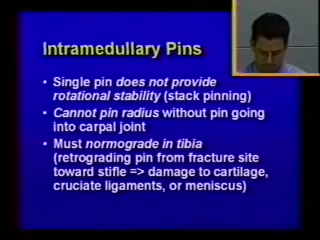 Intramedullary Pins
• Single pin does not provide
rotational stability (stack pinning)
• Cannot pin radius without pin going
into carpal joint
• Must normograde in tibia
(retrograding pin from fracture site
toward stifle => damage to cartilage,
cruciate ligaments, or meniscus)